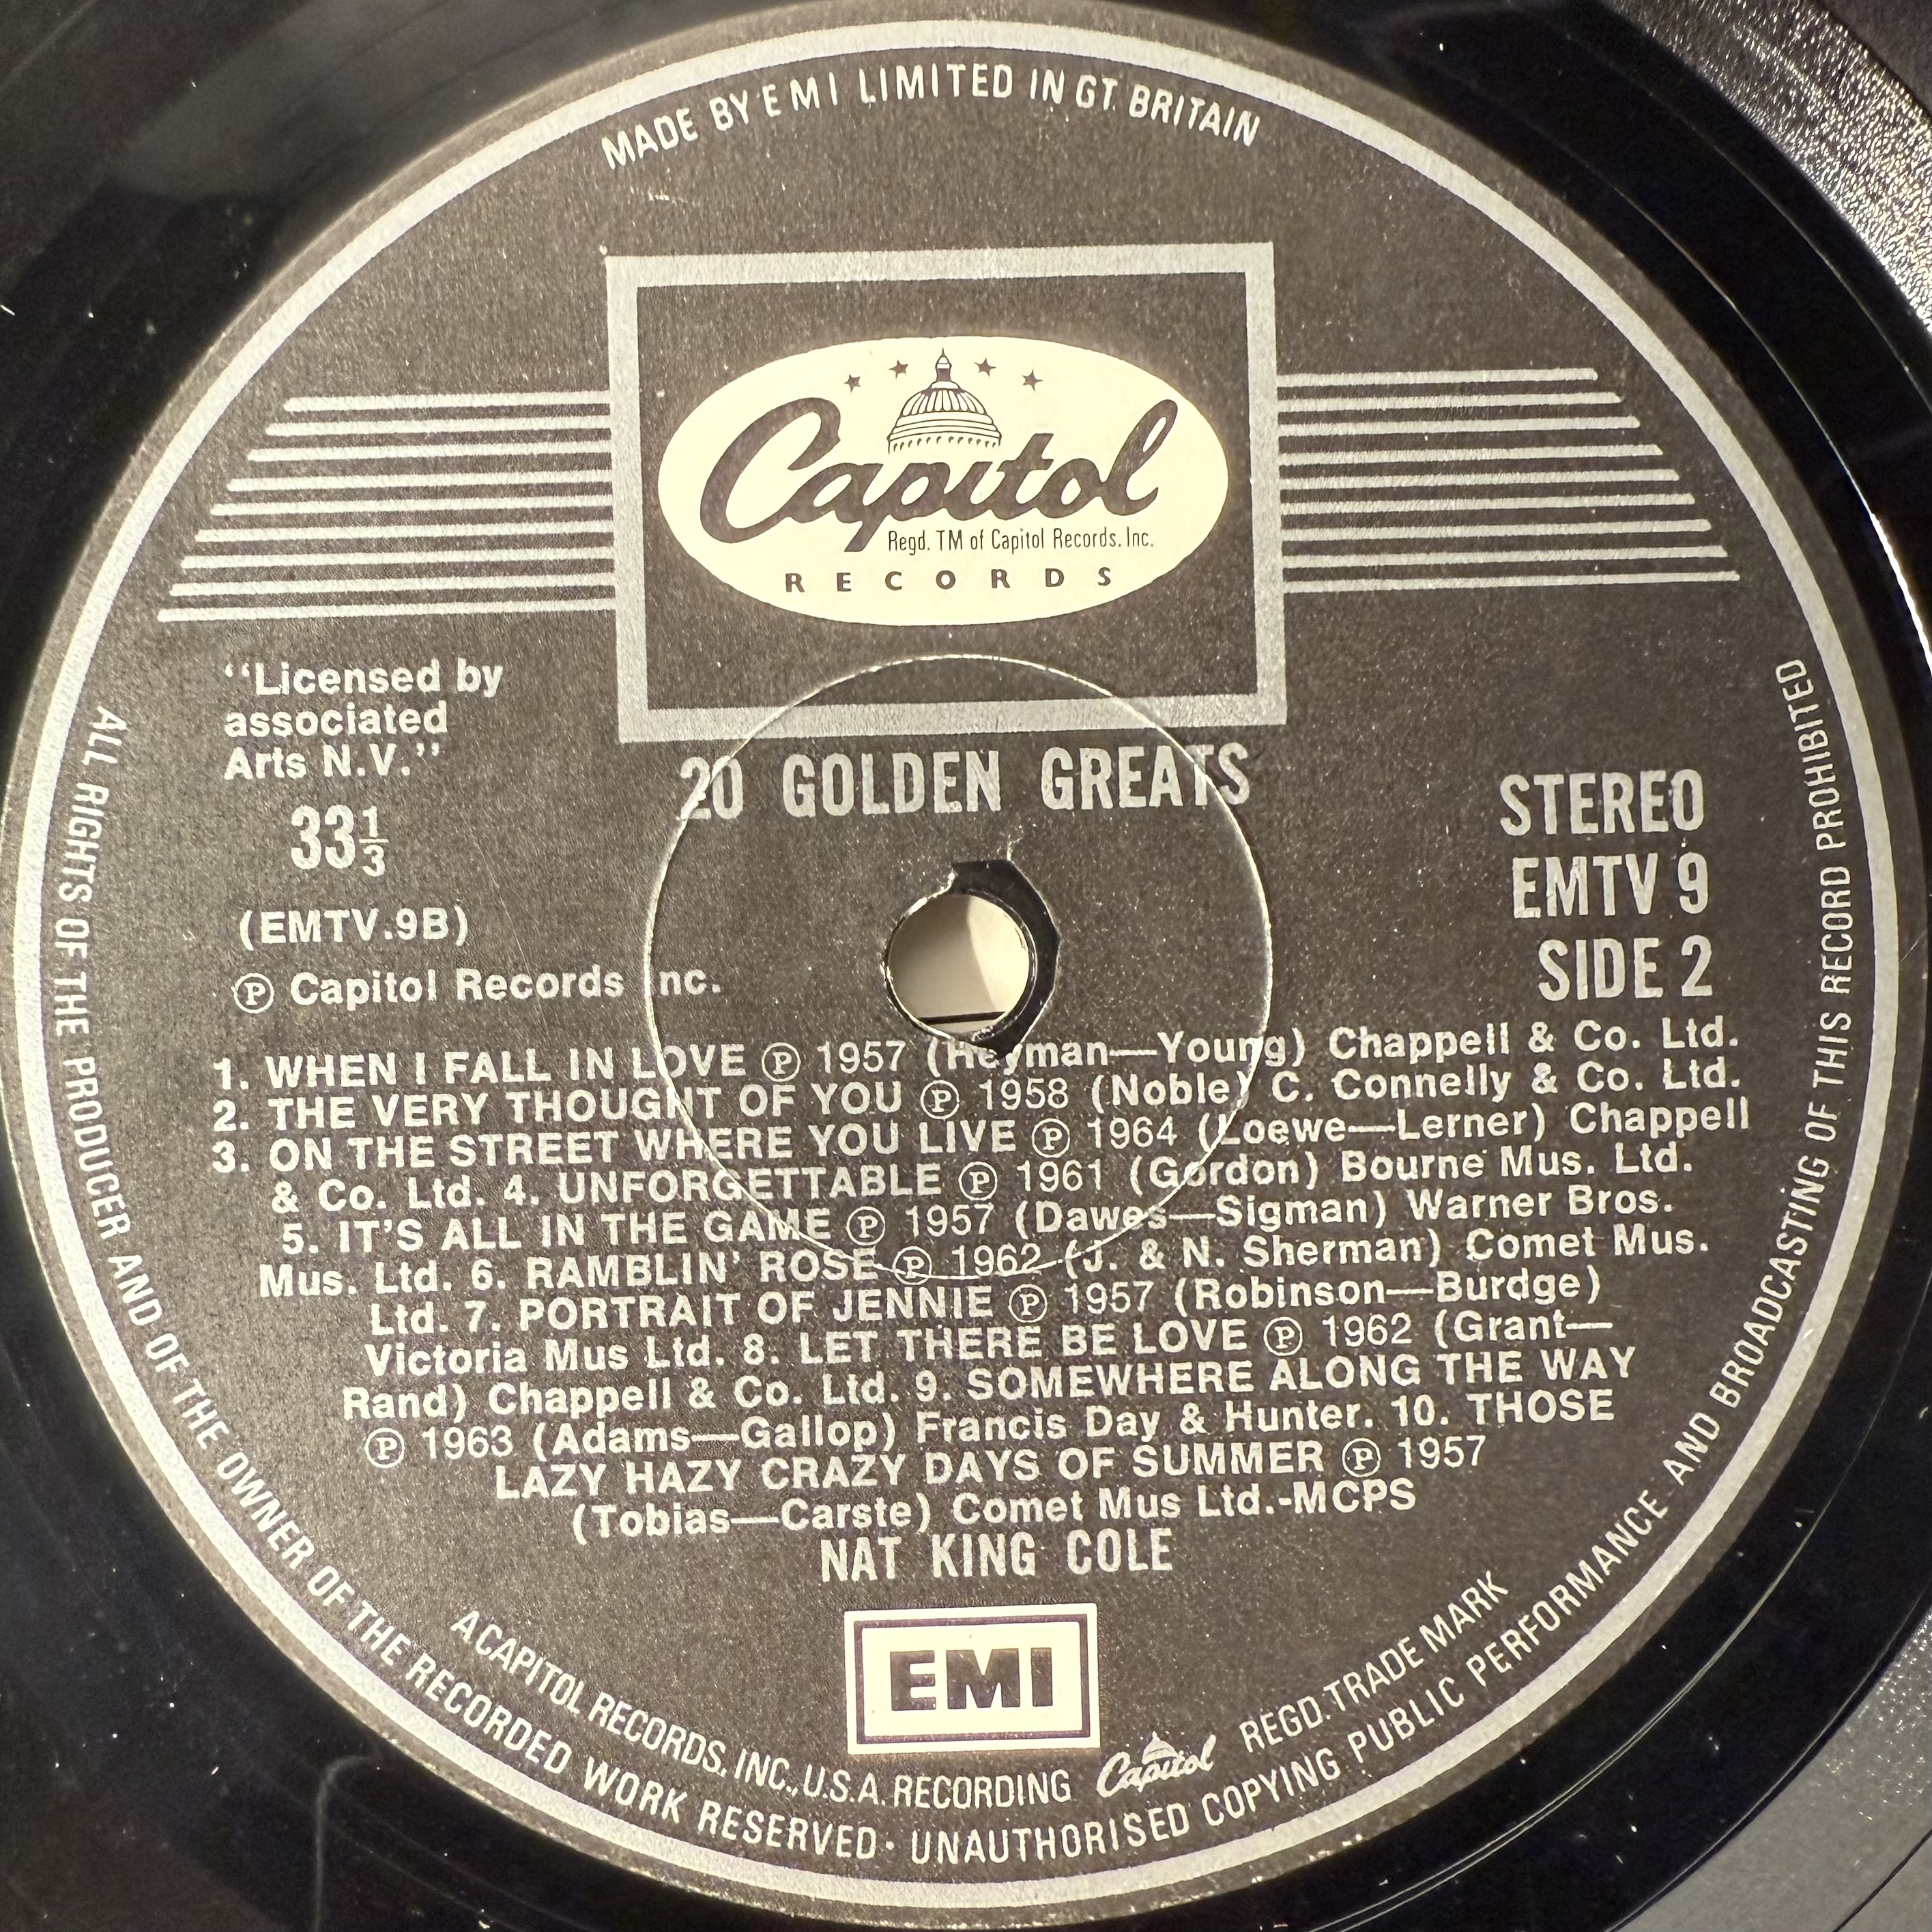 MADE BY EMI LIMITED IN GT. BRITAIN
Capitol
Regd. TM of Capitol Records. Inc.
RECORDS
“Licensed by
associated
Arts N.V.”
33 1/3
(EMTV.9B)
℗ Capitol Records Inc.
20 GOLDEN GREATS
STEREO
EMTV 9
SIDE 2
1. WHEN I FALL IN LOVE ℗ 1957 (Heyman—Young) Chappell & Co. Ltd.
2. THE VERY THOUGHT OF YOU ℗ 1958 (Noble) C. Connelly & Co. Ltd.
3. ON THE STREET WHERE YOU LIVE ℗ 1964 (Loewe—Lerner) Chappell
& Co. Ltd. 4. UNFORGETTABLE ℗ 1961 (Gordon) Bourne Mus. Ltd.
5. IT’S ALL IN THE GAME ℗ 1957 (Dawes—Sigman) Warner Bros.
Mus. Ltd. 6. RAMBLIN’ ROSE ℗ 1962 (J. & N. Sherman) Comet Mus.
Ltd. 7. PORTRAIT OF JENNIE ℗ 1957 (Robinson—Burdge)
Victoria Mus Ltd. 8. LET THERE BE LOVE ℗ 1962 (Grant—
Rand) Chappell & Co. Ltd. 9. SOMEWHERE ALONG THE WAY
℗ 1963 (Adams—Gallop) Francis Day & Hunter. 10. THOSE
LAZY HAZY CRAZY DAYS OF SUMMER ℗ 1957
(Tobias—Carste) Comet Mus Ltd.-MCPS
NAT KING COLE
EMI
A CAPITOL RECORDS, INC., U.S.A. RECORDING Capitol REGD. TRADE MARK
ALL RIGHTS OF THE PRODUCER AND OF THE OWNER OF THE RECORDED WORK RESERVED · UNAUTHORISED COPYING PUBLIC PERFORMANCE AND BROADCASTING OF THIS RECORD PROHIBITED